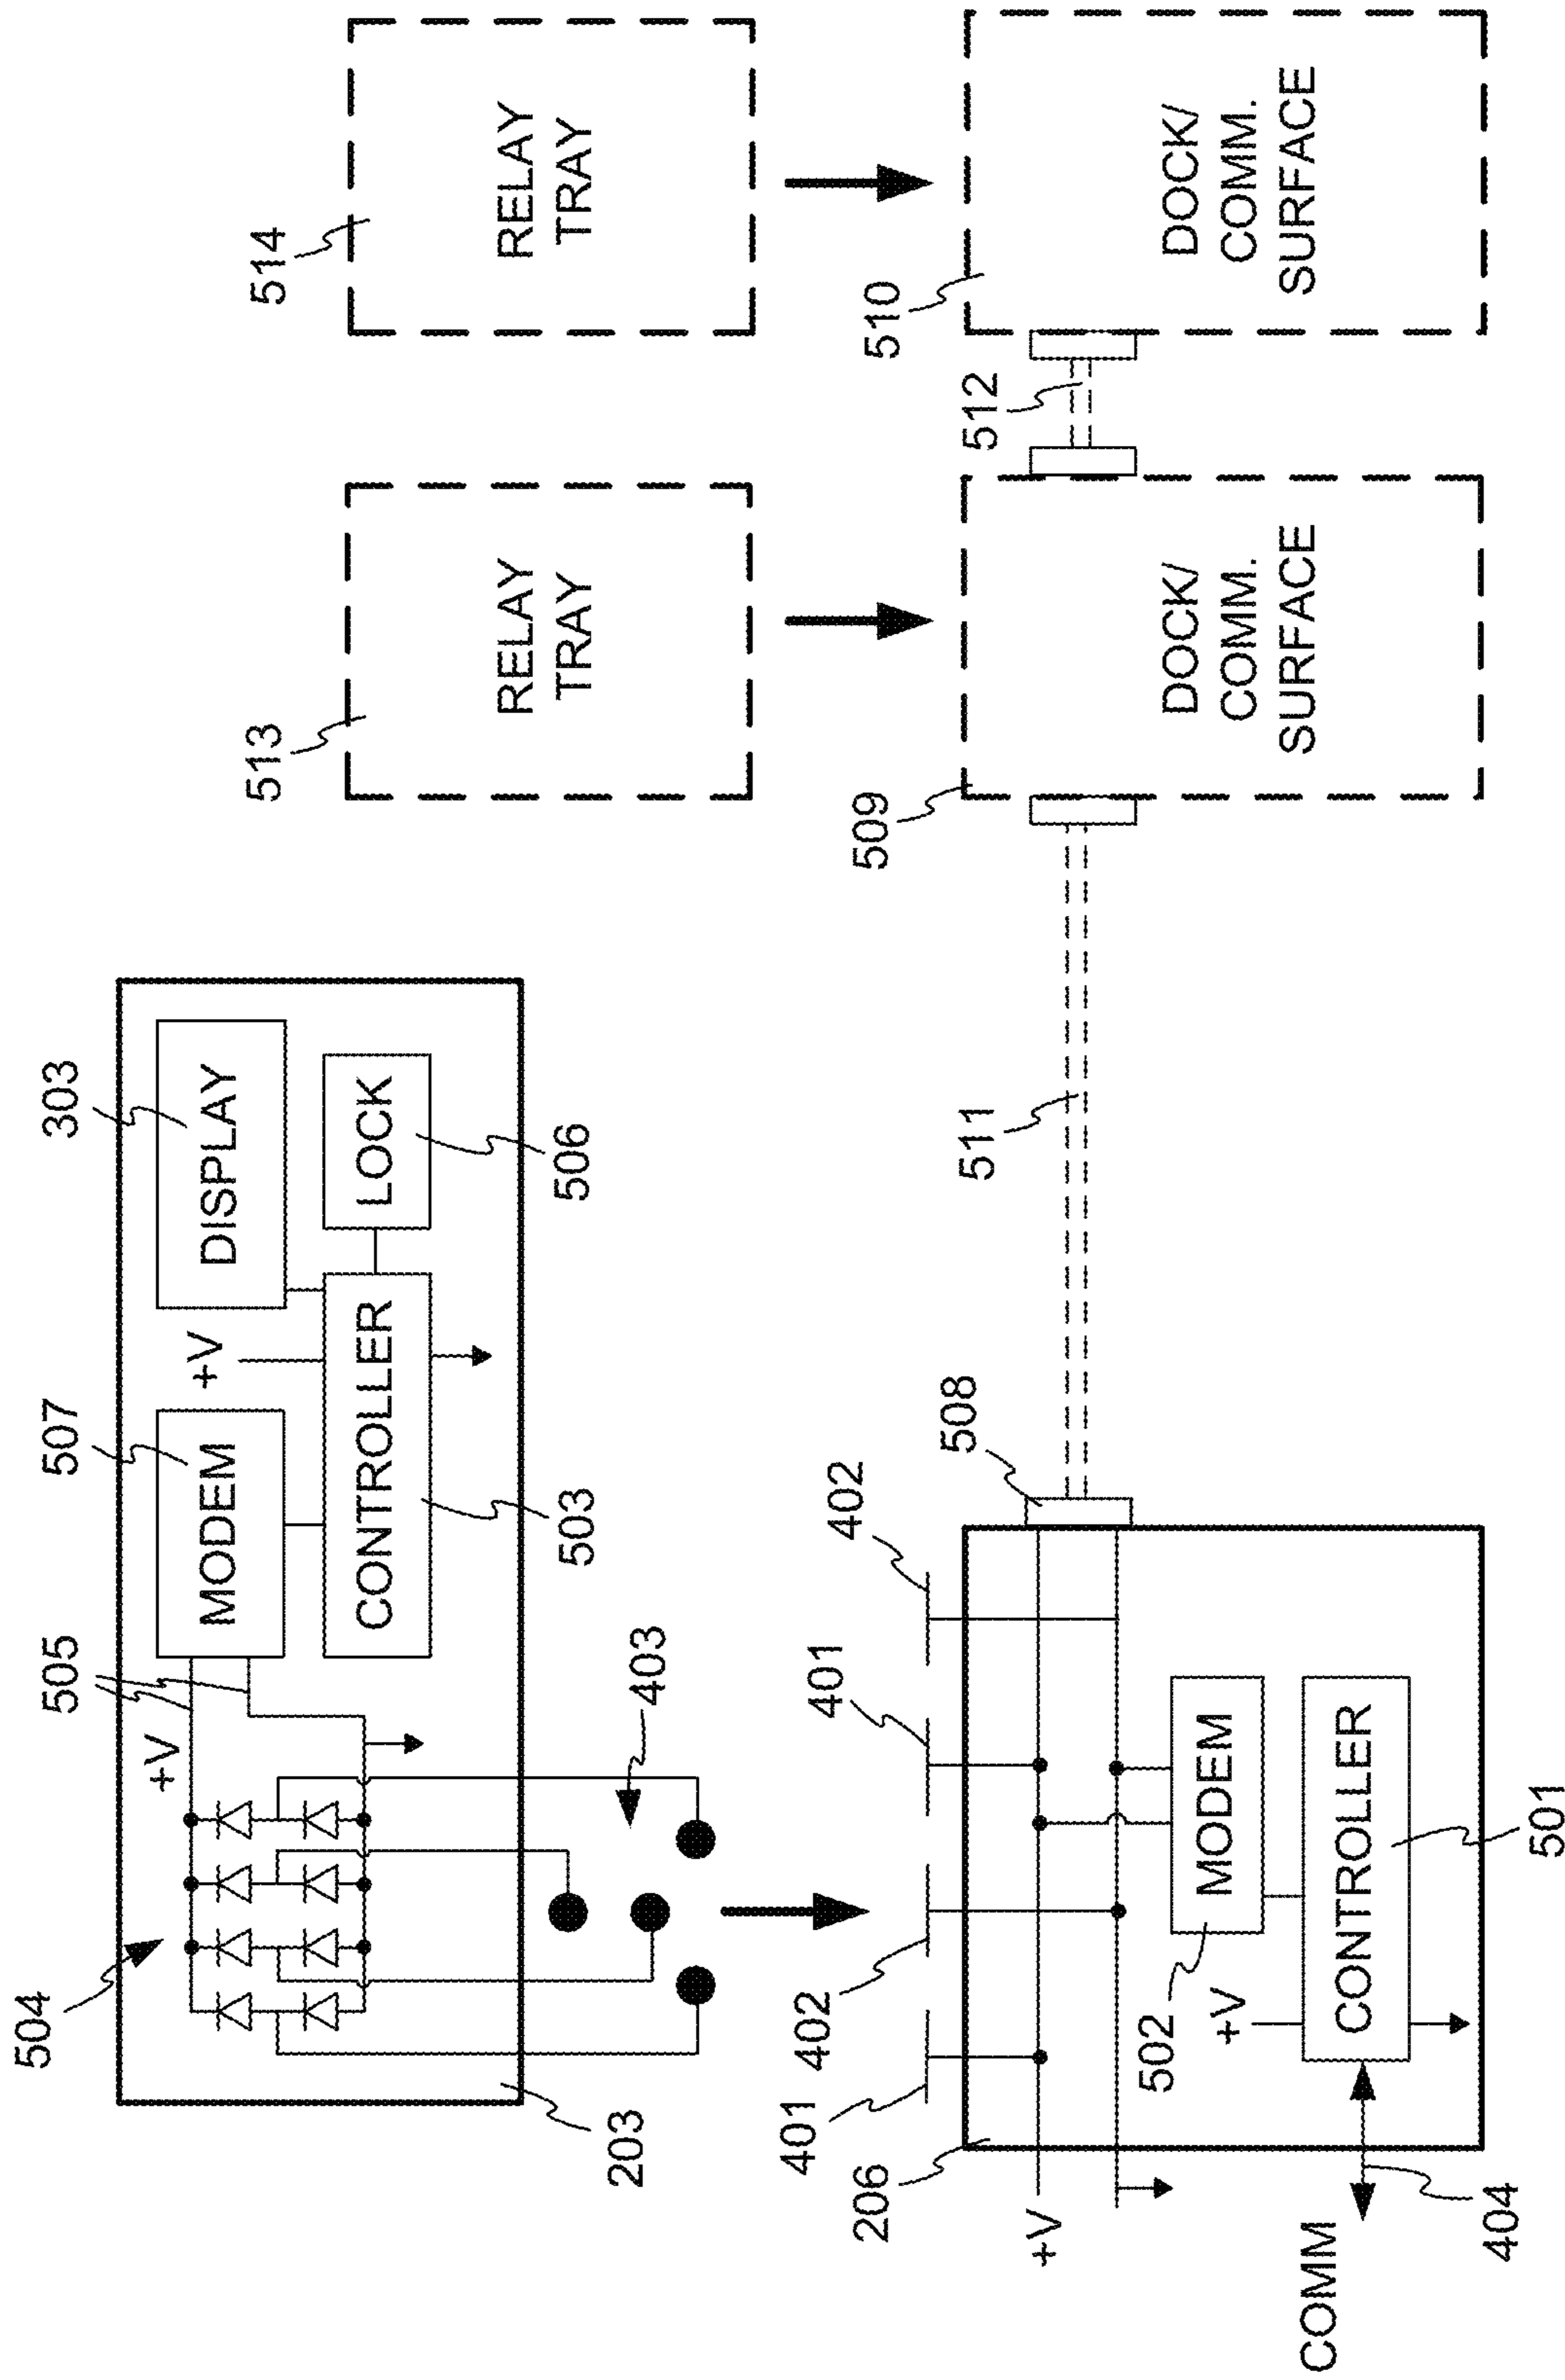 504
505
507
303
+V
MODEM
+V
DISPLAY
CONTROLLER
LOCK
503
506
203
403
513
RELAY
TRAY
514
RELAY
TRAY
401
402
401
402
206
508
+V
502
MODEM
+V
CONTROLLER
501
COMM
404
511
509
DOCK/
COMM.
SURFACE
512
510
DOCK/
COMM.
SURFACE